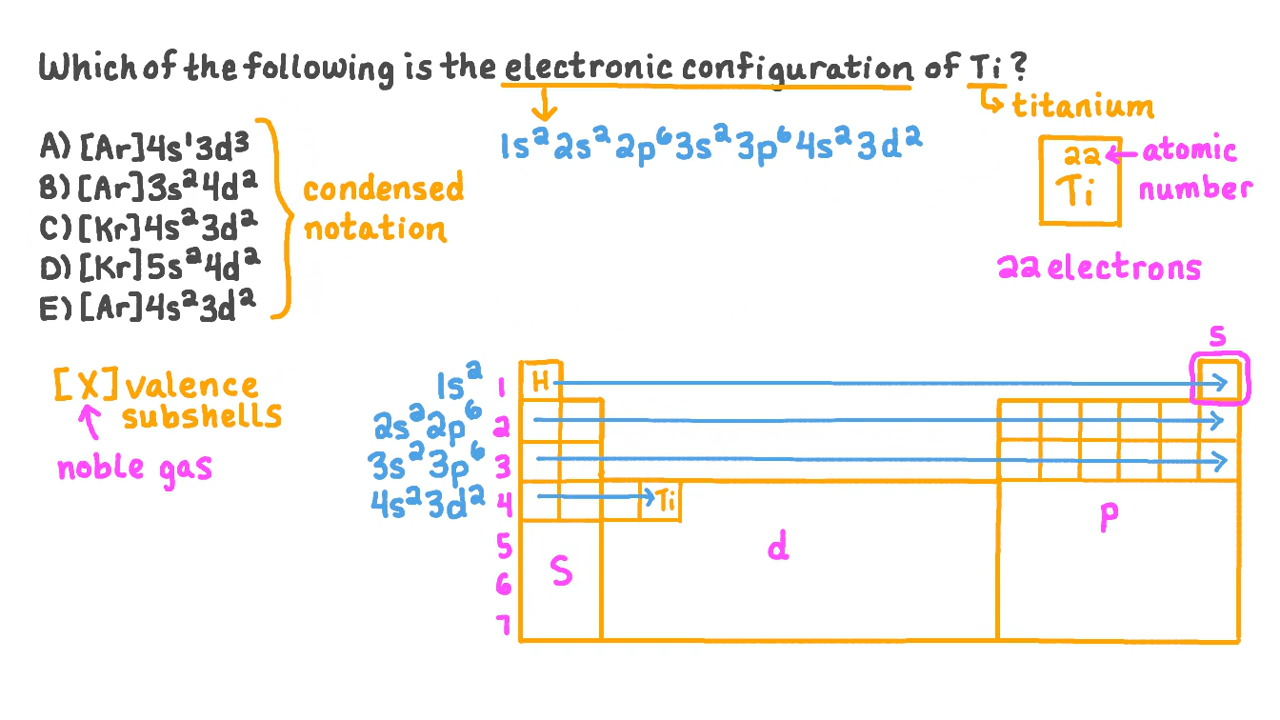 Which of the following is the electronic configuration of Ti?
titanium
1s²2s²2p⁶3s²3p⁶4s²3d²
A) [Ar]4s¹3d³
B) [Ar]3s²4d²
C) [Kr]4s²3d²
D) [Kr]5s²4d²
E) [Ar]4s²3d²
condensed
notation
22
Ti
atomic
number
22 electrons
[X] valence
subshells
noble gas
s
1s² 1 H
2s²2p⁶ 2
3s²3p⁶ 3
4s²3d² 4 Ti
5
6
7
S
d
p